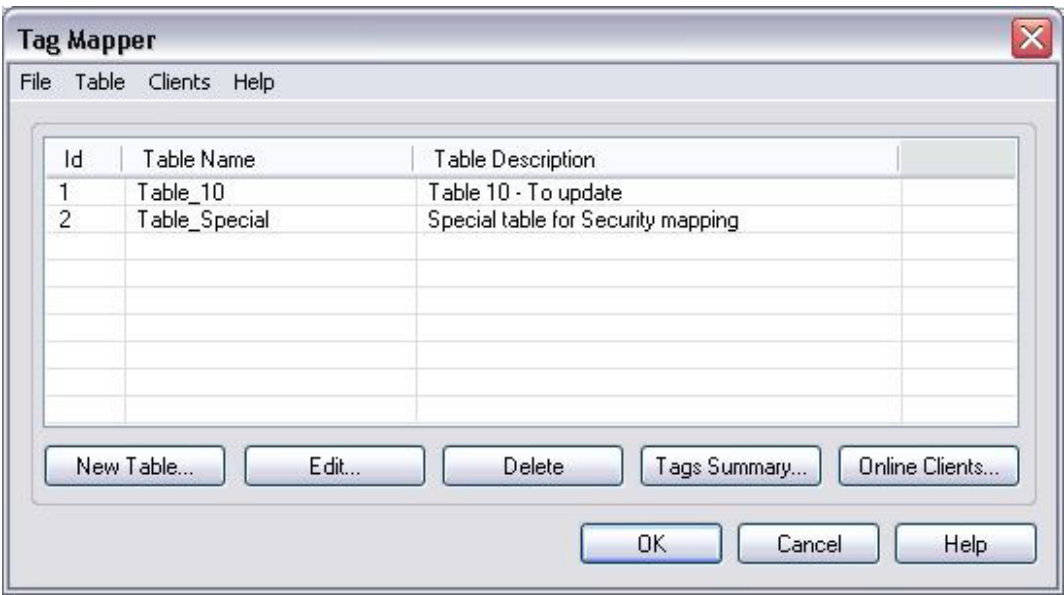 Tag Mapper
File Table Clients Help
Id Table Name Table Description
1 Table_10 Table 10 - To update
2 Table_Special Special table for Security mapping
New Table... Edit... Delete Tags Summary... Online Clients...
OK Cancel Help